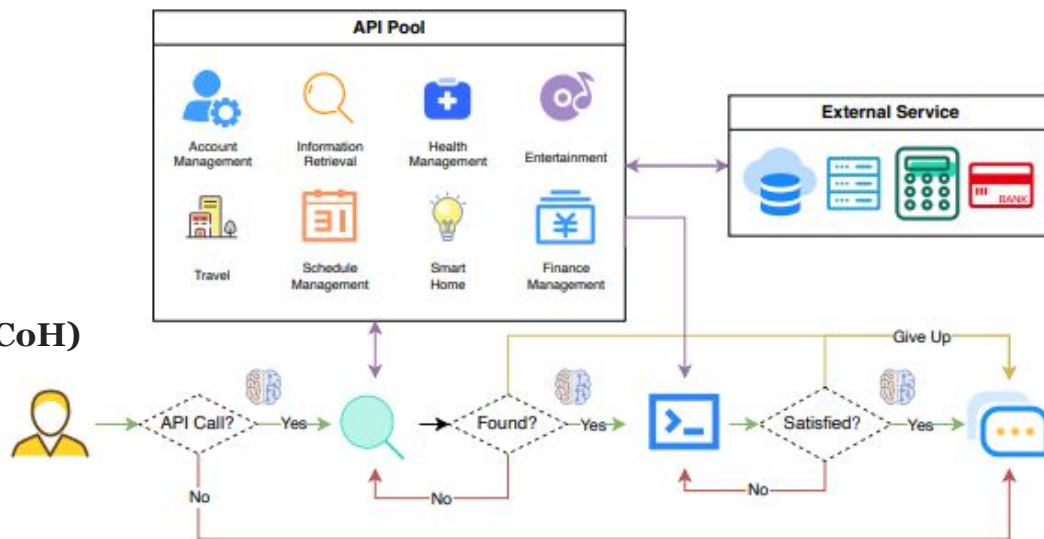 API Pool
Account
Management
Information
Retrieval
Health
Management
Entertainment
Travel
31
Schedule
Management
Smart
Home
¥
Finance
Management
External Service
BANK
CoH)
Give Up
API Call?
Yes
Found?
Yes
>_
Satisfied?
Yes
No
No
No